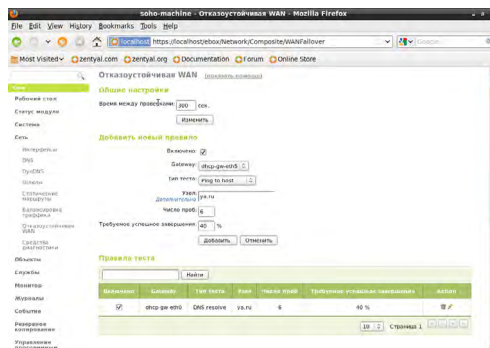 soho-machine - Отказоустойчивая WAN - Mozilla Firefox
File Edit View History Bookmarks Tools Help
localhost https://localhost/ebox/Network/Composite/WANFailover
Google
Most Visited zentyal.com zentyal.org Documentation Forum Online Store
Отказоустойчивая WAN [показать помощь]
Общие настройки
Время между проверками: 300 сек.
Изменить
Рабочий стол
Статус модуля
Система
Сеть
Интерфейсы
DNS
DynDNS
Шлюзы
Статические маршруты
Балансировка траффика
Отказоустойчивая WAN
Средства диагностики
Объекты
Службы
Монитор
Журналы
События
Резервное копирование
Управление
Добавить новый правило
Включено:
Gateway: dhcp-gw-eth0
Тип теста: Ping to host
Узел: ya.ru
Дополнительно
Число проб: 6
Требуемое успешное завершение: 40 %
Добавить Отменить
Правила теста
Найти
Включено Gateway Тип теста Узел Число проб Требуемое успешное завершение Action
dhcp-gw-eth0 DNS resolve ya.ru 6 40 %
10 Страница 1